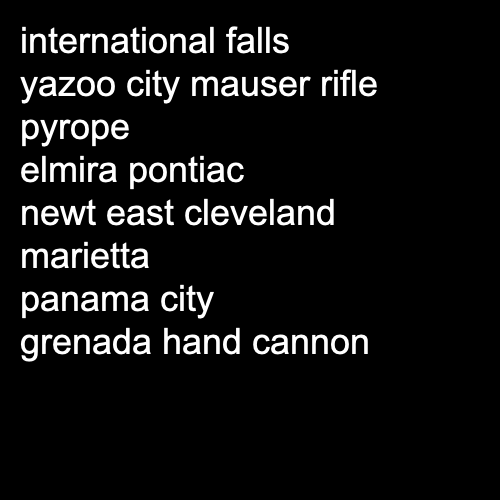 international falls
yazoo city mauser rifle
pyrope
elmira pontiac
newt east cleveland
marietta
panama city
grenada hand cannon